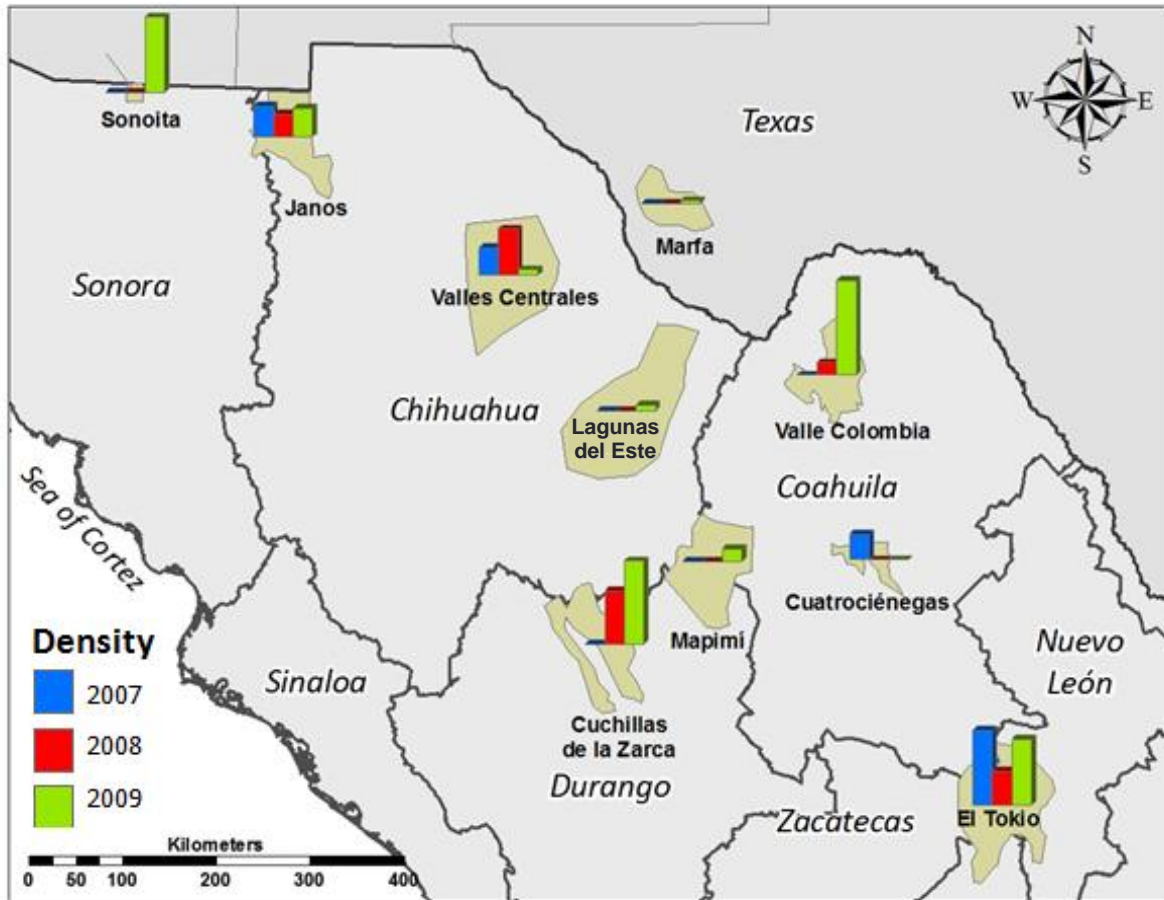 N
W
E
S
Texas
Sonoita
Janos
Marfa
Sonora
Valles Centrales
Chihuahua
Lagunas
del Este
Valle Colombia
Coahuila
Sea of Cortez
Cuatrociénegas
Mapimí
Nuevo
León
Density
2007
2008
2009
Sinaloa
Cuchillas
de la Zarca
Durango
Zacatecas
El Tokio
Kilometers
0 50 100 200 300 400